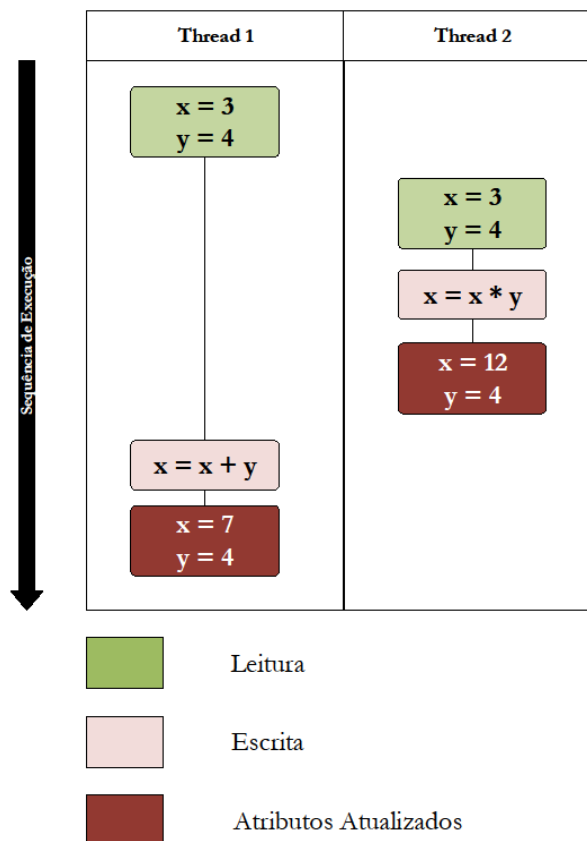 Thread 1
Thread 2
Sequência de Execução
x = 3
y = 4
x = 3
y = 4
x = x * y
x = 12
y = 4
x = x + y
x = 7
y = 4
Leitura
Escrita
Atributos Atualizados